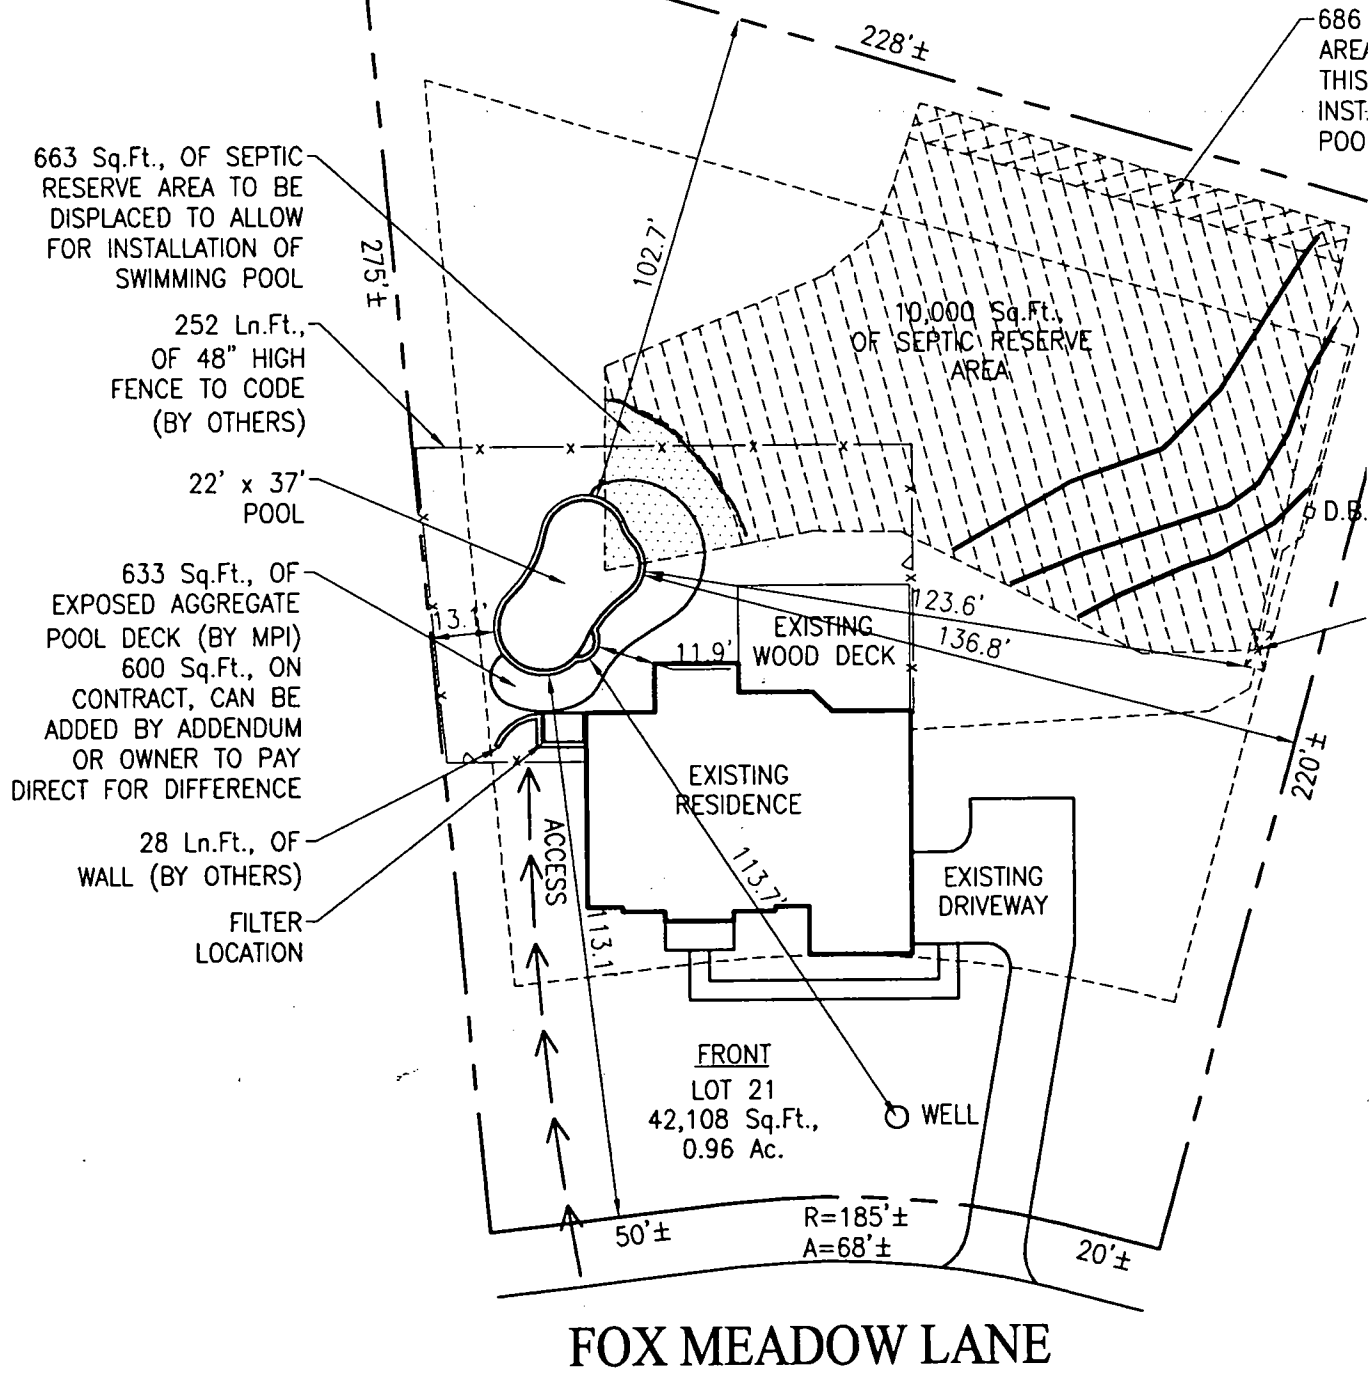 228'±
686
AREA
THIS
INST.
POO
663 Sq.Ft., OF SEPTIC
RESERVE AREA TO BE
DISPLACED TO ALLOW
FOR INSTALLATION OF
SWIMMING POOL
275'±
102.7'
10,000 Sq.Ft.,
OF SEPTIC RESERVE
AREA
252 Ln.Ft.,
OF 48" HIGH
FENCE TO CODE
(BY OTHERS)
22' x 37'
POOL
D.B.
633 Sq.Ft., OF
EXPOSED AGGREGATE
POOL DECK (BY MPI)
600 Sq.Ft., ON
CONTRACT, CAN BE
ADDED BY ADDENDUM
OR OWNER TO PAY
DIRECT FOR DIFFERENCE
13.1'
11.9'
EXISTING
WOOD DECK
123.6'
136.8'
220'±
EXISTING
RESIDENCE
28 Ln.Ft., OF
WALL (BY OTHERS)
FILTER
LOCATION
ACCESS
113.1
113.7'
EXISTING
DRIVEWAY
FRONT
LOT 21
42,108 Sq.Ft.,
0.96 Ac.
WELL
50'±
R=185'±
A=68'±
20'±
FOX MEADOW LANE